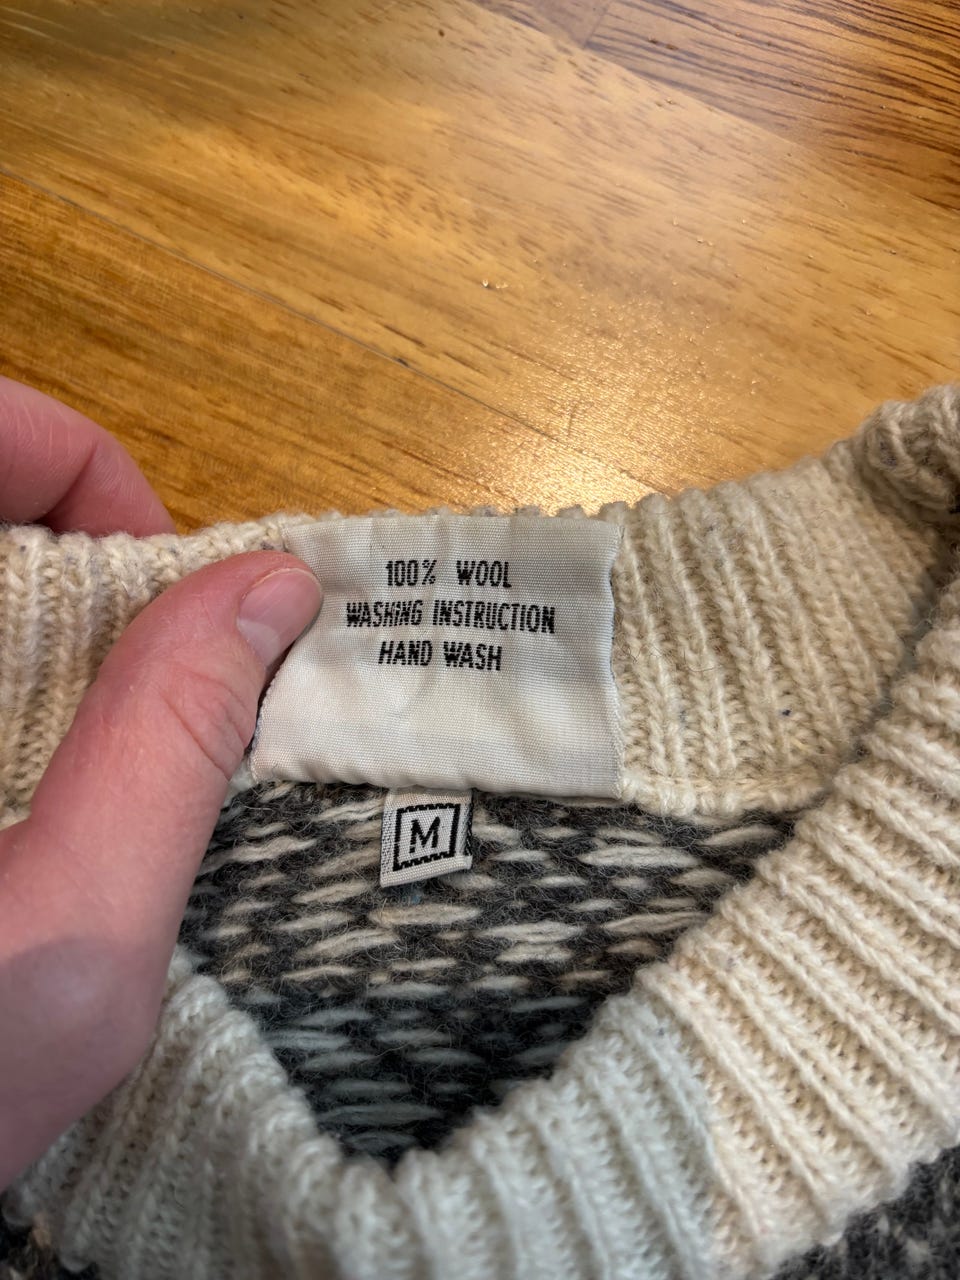 100% WOOL
WASHING INSTRUCTION
HAND WASH
M